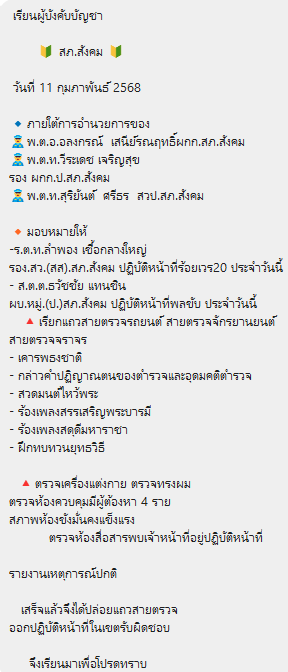 เรียนผู้บังคับบัญชา
🔰 สภ.สังคม 🔰
วันที่ 11 กุมภาพันธ์ 2568
🔹ภายใต้การอำนวยการของ
👮พ.ต.อ.อลงกรณ์ เสนีย์รณฤทธิ์ผกก.สภ.สังคม
👮พ.ต.ท.วีระเดช เจริญสุข
รอง ผกก.ป.สภ.สังคม
👮พ.ต.ท.สุริยันต์ ศรีธร สวป.สภ.สังคม
🔸มอบหมายให้
-ร.ต.ท.ลำพอง เชื้อกลางใหญ่
รอง.สว.(สส).สภ.สังคม ปฏิบัติหน้าที่ร้อยเวร20 ประจำวันนี้
- ส.ต.ต.ธวัชชัย แทนขิน
ผบ.หมู่.(ป.)สภ.สังคม ปฏิบัติหน้าที่พลขับ ประจำวันนี้
🔺เรียกแถวสายตรวจรถยนต์ สายตรวจจักรยานยนต์
สายตรวจจราจร
- เคารพธงชาติ
- กล่าวคำปฏิญาณตนของตำรวจและอุดมคติตำรวจ
- สวดมนต์ไหว้พระ
- ร้องเพลงสรรเสริญพระบารมี
- ร้องเพลงสดุดีมหาราชา
- ฝึกทบทวนยุทธวิธี
🔺ตรวจเครื่องแต่งกาย ตรวจทรงผม
ตรวจห้องควบคุมมีผู้ต้องหา 4 ราย
สภาพห้องขังมั่นคงแข็งแรง
ตรวจห้องสื่อสารพบเจ้าหน้าที่อยู่ปฏิบัติหน้าที่
รายงานเหตุการณ์ปกติ
เสร็จแล้วจึงได้ปล่อยแถวสายตรวจ
ออกปฏิบัติหน้าที่ในเขตรับผิดชอบ
จึงเรียนมาเพื่อโปรดทราบ